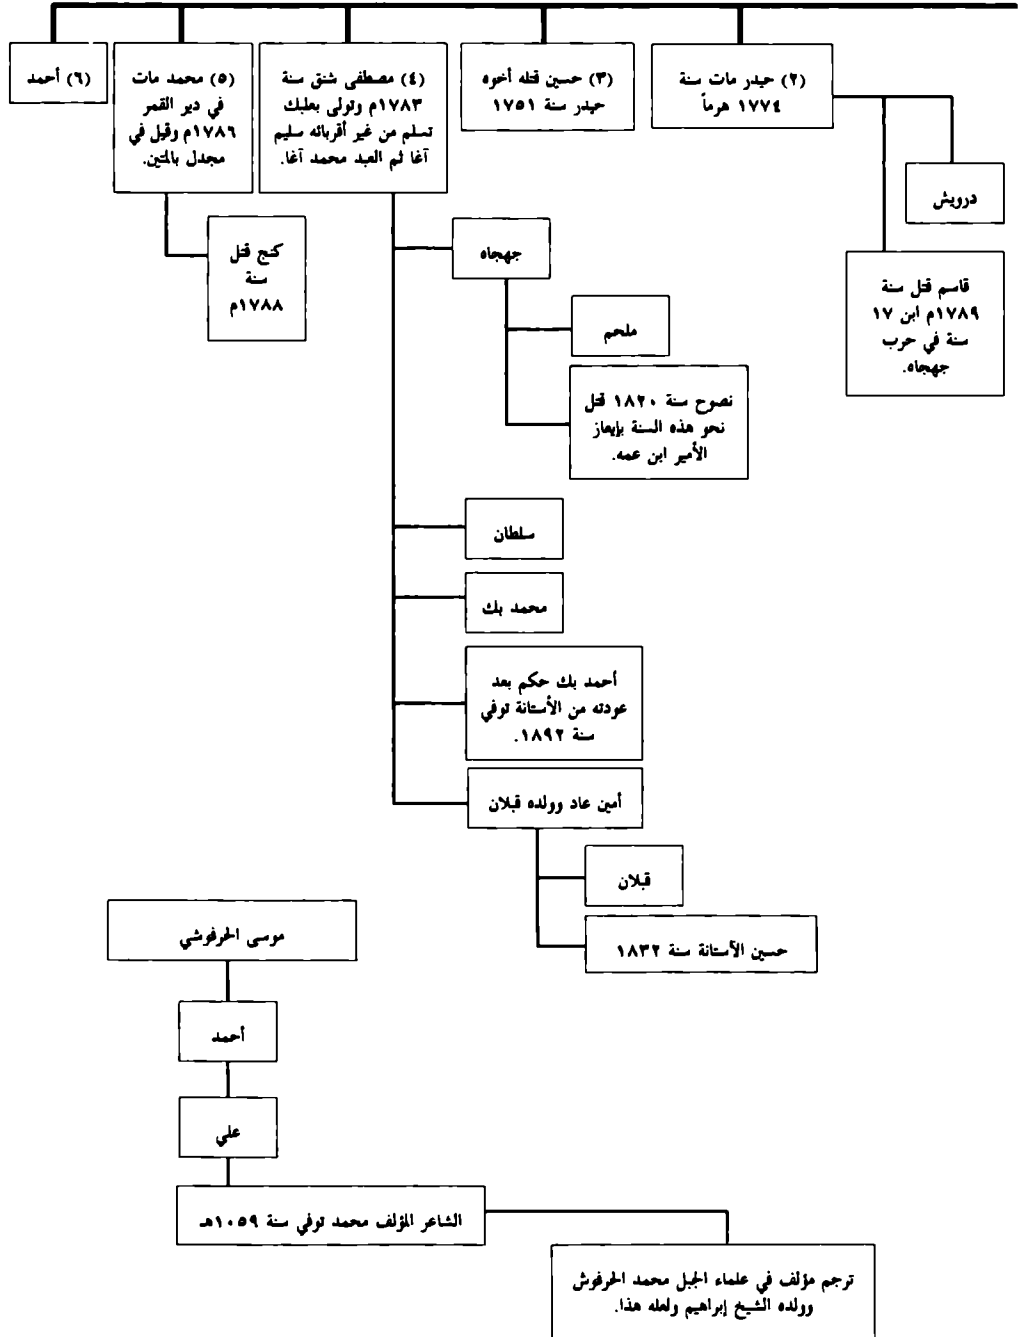 (٢) حيدر مات سنة
١٧٧٤ هرماً
(٣) حسين قتله أخوه
حيدر سنة ١٧٥١
(٤) مصطفى شنق سنة
١٧٨٣م وتولى بعلبك
تسلم من غير أقربائه سليم
آغا ثم العبد محمد آغا.
(٥) محمد مات
في دير القمر
١٧٨٦م وقيل في
مجدل بالمتين.
(٦) أحمد
درويش
قاسم قتل سنة
١٧٨٩م ابن ١٧
سنة في حرب
جهجاه.
كنج قتل
سنة
١٧٨٨م
جهجاه
ملحم
نصوح سنة ١٨٢٠ قتل
نحو هذه السنة بإيعاز
الأمير ابن عمه.
سلطان
محمد بك
أحمد بك حكم بعد
عودته من الأستانة توفي
سنة ١٨٩٢.
أمين عاد وولده قبلان
قبلان
حسين الآستانة سنة ١٨٣٢
موسى الحرفوشي
أحمد
علي
الشاعر المؤلف محمد توفي سنة ١٠٥٩هـ
ترجم مؤلف في علماء الجبل محمد الحرفوش
وولده الشيخ إبراهيم ولعله هذا.